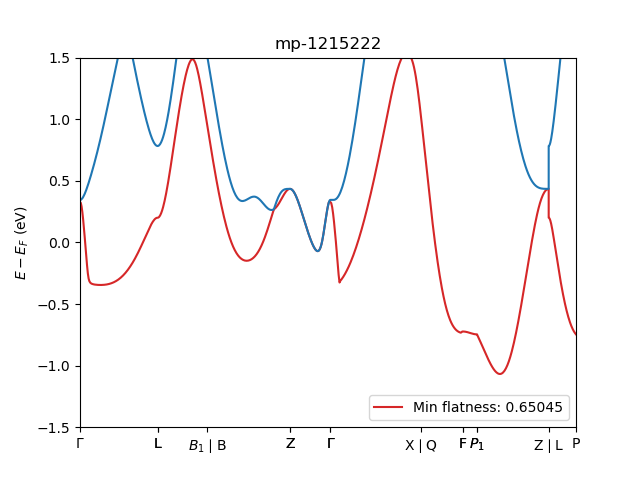 mp-1215222
E − E_F (eV)
1.5
1.0
0.5
0.0
−0.5
−1.0
−1.5
Min flatness: 0.65045
Γ L B₁ | B Z Γ X | Q F P₁ Z | L P